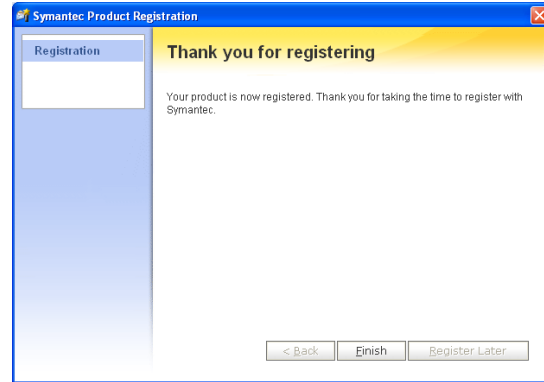 Symantec Product Registration
Registration
Thank you for registering
Your product is now registered. Thank you for taking the time to register with
Symantec.
< Back
Finish
Register Later